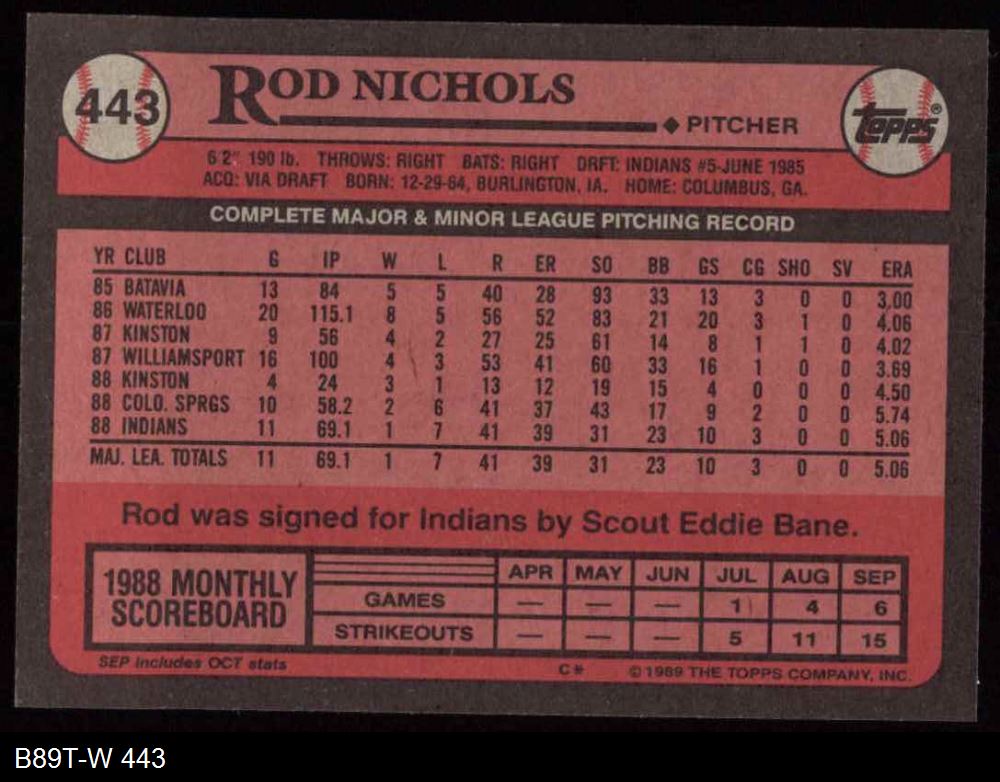 443
ROD NICHOLS
◆ PITCHER
topps®
6'2" 190 lb. THROWS: RIGHT BATS: RIGHT DRFT: INDIANS #5-JUNE 1985
ACQ: VIA DRAFT BORN: 12-29-64, BURLINGTON, IA. HOME: COLUMBUS, GA.
COMPLETE MAJOR & MINOR LEAGUE PITCHING RECORD
YR CLUB G IP W L R ER SO BB GS CG SHO SV ERA
85 BATAVIA 13 84 5 5 40 28 93 33 13 3 0 0 3.00
86 WATERLOO 20 115.1 8 5 56 52 83 21 20 3 1 0 4.06
87 KINSTON 9 56 4 2 27 25 61 14 8 1 1 0 4.02
87 WILLIAMSPORT 16 100 4 3 53 41 60 33 16 1 0 0 3.69
88 KINSTON 4 24 3 1 13 12 19 15 4 0 0 0 4.50
88 COLO. SPRGS 10 58.2 2 6 41 37 43 17 9 2 0 0 5.74
88 INDIANS 11 69.1 1 7 41 39 31 23 10 3 0 0 5.06
MAJ. LEA. TOTALS 11 69.1 1 7 41 39 31 23 10 3 0 0 5.06
Rod was signed for Indians by Scout Eddie Bane.
1988 MONTHLY
SCOREBOARD
APR MAY JUN JUL AUG SEP
GAMES — — — 1 4 6
STRIKEOUTS — — — 5 11 15
SEP includes OCT stats
C* © 1989 THE TOPPS COMPANY, INC.
B89T-W 443